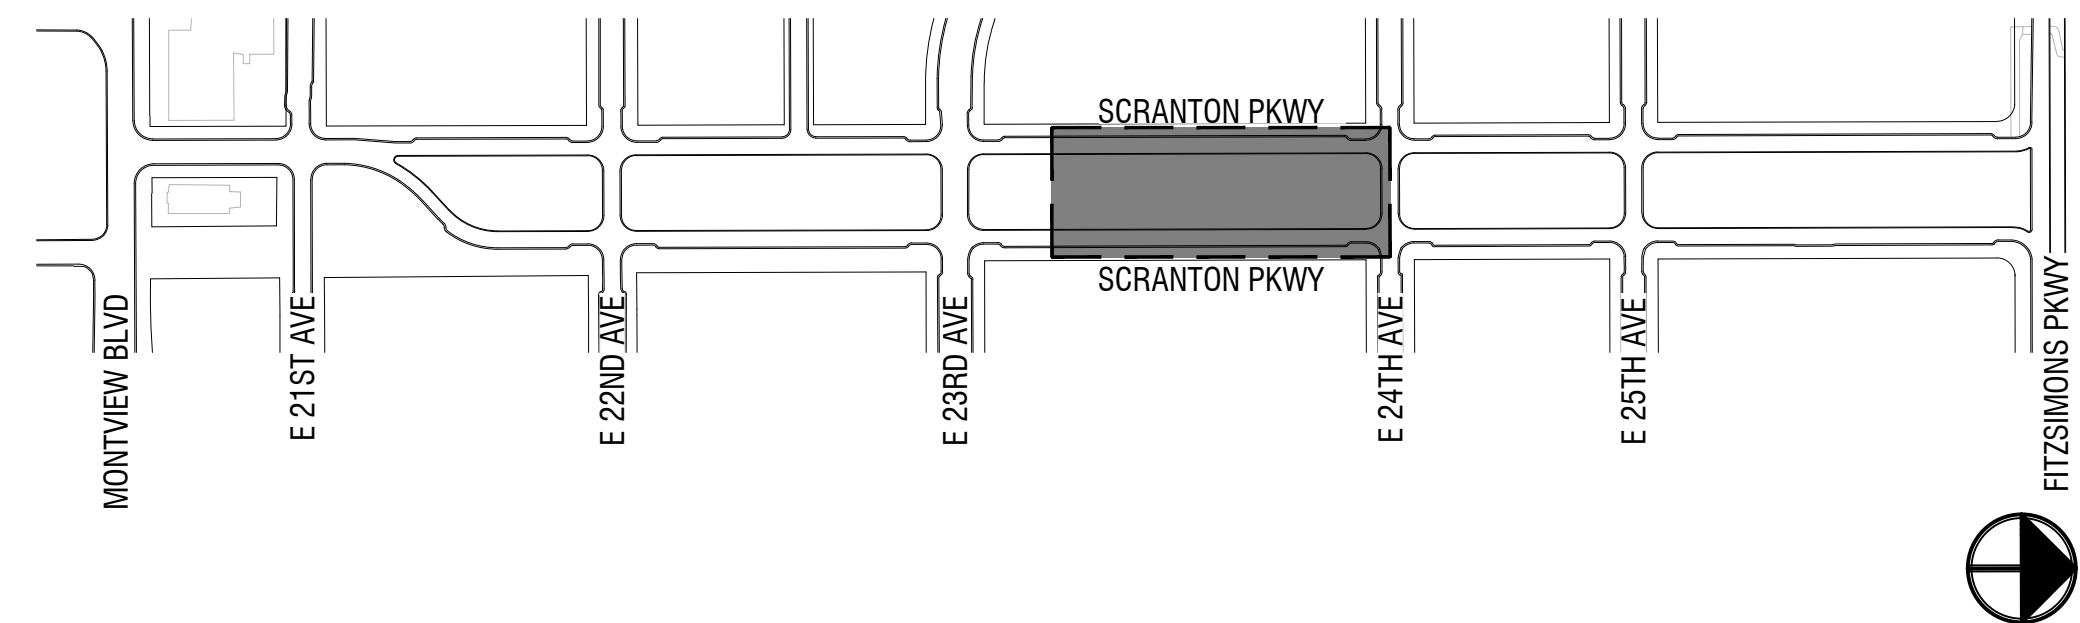 SCRANTON PKWY
SCRANTON PKWY
MONTVIEW BLVD
E 21ST AVE
E 22ND AVE
E 23RD AVE
E 24TH AVE
E 25TH AVE
FITZSIMONS PKWY